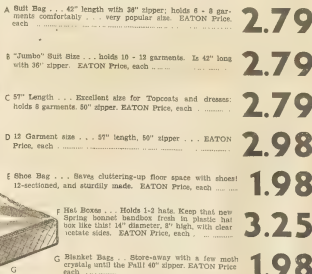 A Suit Bag . . . 42" length with 36" zipper; holds 6 - 8 gar-
ments comfortably . . . very popular size. EATON Price,
each 2.79
B "Jumbo" Suit Size . . . holds 10 - 12 garments. Is 42" long
with 36" zipper. EATON Price, each 2.79
C 57" Length . . . Excellent size for Topcoats and dresses:
holds 8 garments. 50" zipper. EATON Price, each 2.79
D 12 Garment size . . . 57" length, 50" zipper . . . EATON
Price, each 2.98
E Shoe Bag . . . Saves cluttering-up floor space with shoes!
12-sectioned, and sturdily made. EATON Price, each 1.98
F Hat Boxes . . . Holds 1-2 hats. Keep that new
Spring bonnet bandbox fresh in plastic hat
box like this! 14" diameter, 8" high, with clear
acetate sides. EATON Price, each 3.25
G Blanket Bags . . Store-away with a few moth
crystals until the Fall! 40" zipper. EATON Price
each 1.98
G